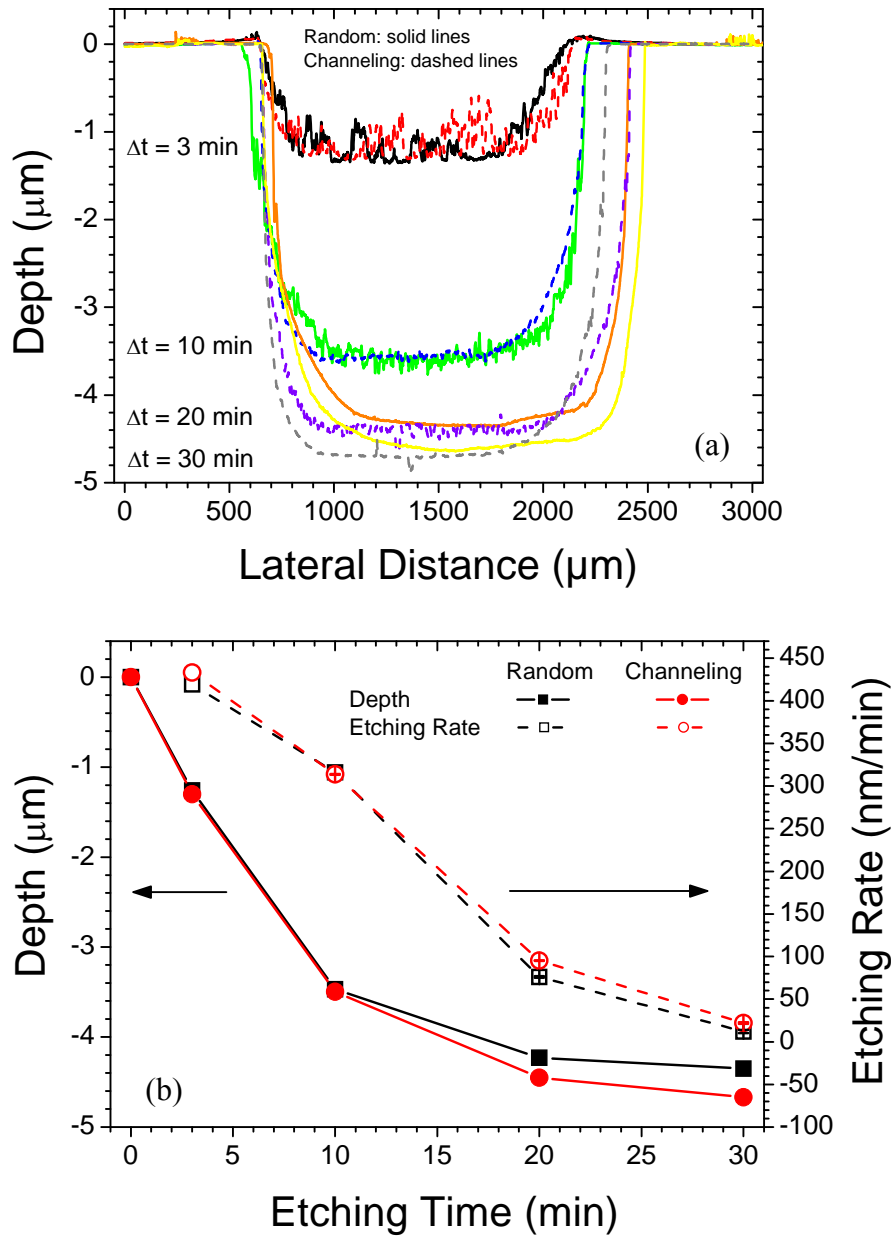 Random: solid lines
Channeling: dashed lines
Δt = 3 min
Δt = 10 min
Δt = 20 min
Δt = 30 min
(a)
0
-1
-2
-3
-4
-5
Depth (μm)
0 500 1000 1500 2000 2500 3000
Lateral Distance (μm)
Random Channeling
Depth
Etching Rate
(b)
0
-1
-2
-3
-4
-5
Depth (μm)
450
400
350
300
250
200
150
100
50
0
-50
-100
Etching Rate (nm/min)
0 5 10 15 20 25 30
Etching Time (min)